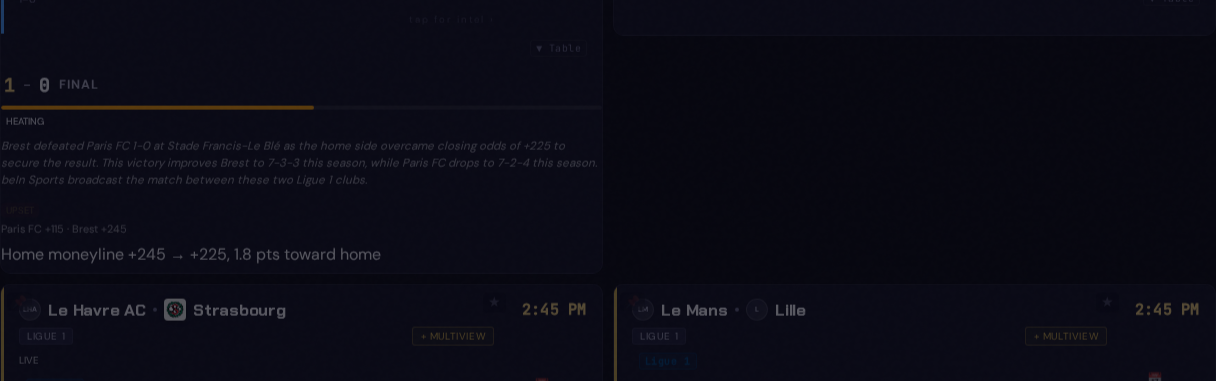 tap for intel
▼ Table
1 - 0 FINAL
HEATING
Brest defeated Paris FC 1-0 at Stade Francis-Le Blé as the home side overcame closing odds of +225 to
secure the result. This victory improves Brest to 7-3-3 this season, while Paris FC drops to 7-2-4 this season.
beIn Sports broadcast the match between these two Ligue 1 clubs.
UPSET
Paris FC +115 · Brest +245
Home moneyline +245 → +225, 1.8 pts toward home
Le Havre AC • Strasbourg ★ 2:45 PM
LIGUE 1 + MULTIVIEW
LIVE
LM Le Mans • L Lille ★ 2:45 PM
LIGUE 1 + MULTIVIEW
Ligue 1